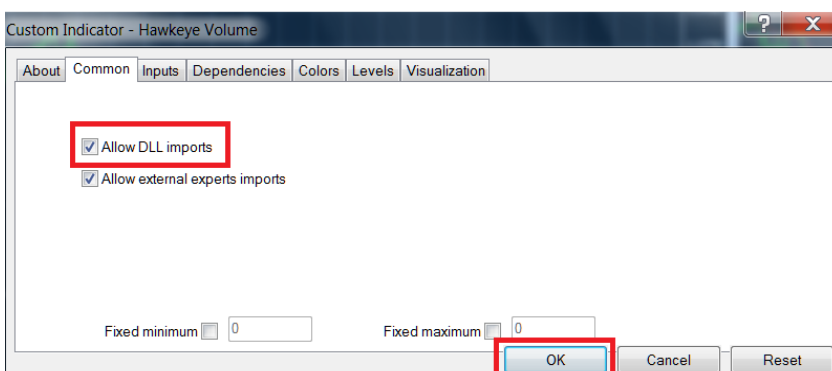 Custom Indicator - Hawkeye Volume
? X
About Common Inputs Dependencies Colors Levels Visualization
Allow DLL imports
Allow external experts imports
Fixed minimum 0 Fixed maximum 0
OK Cancel Reset